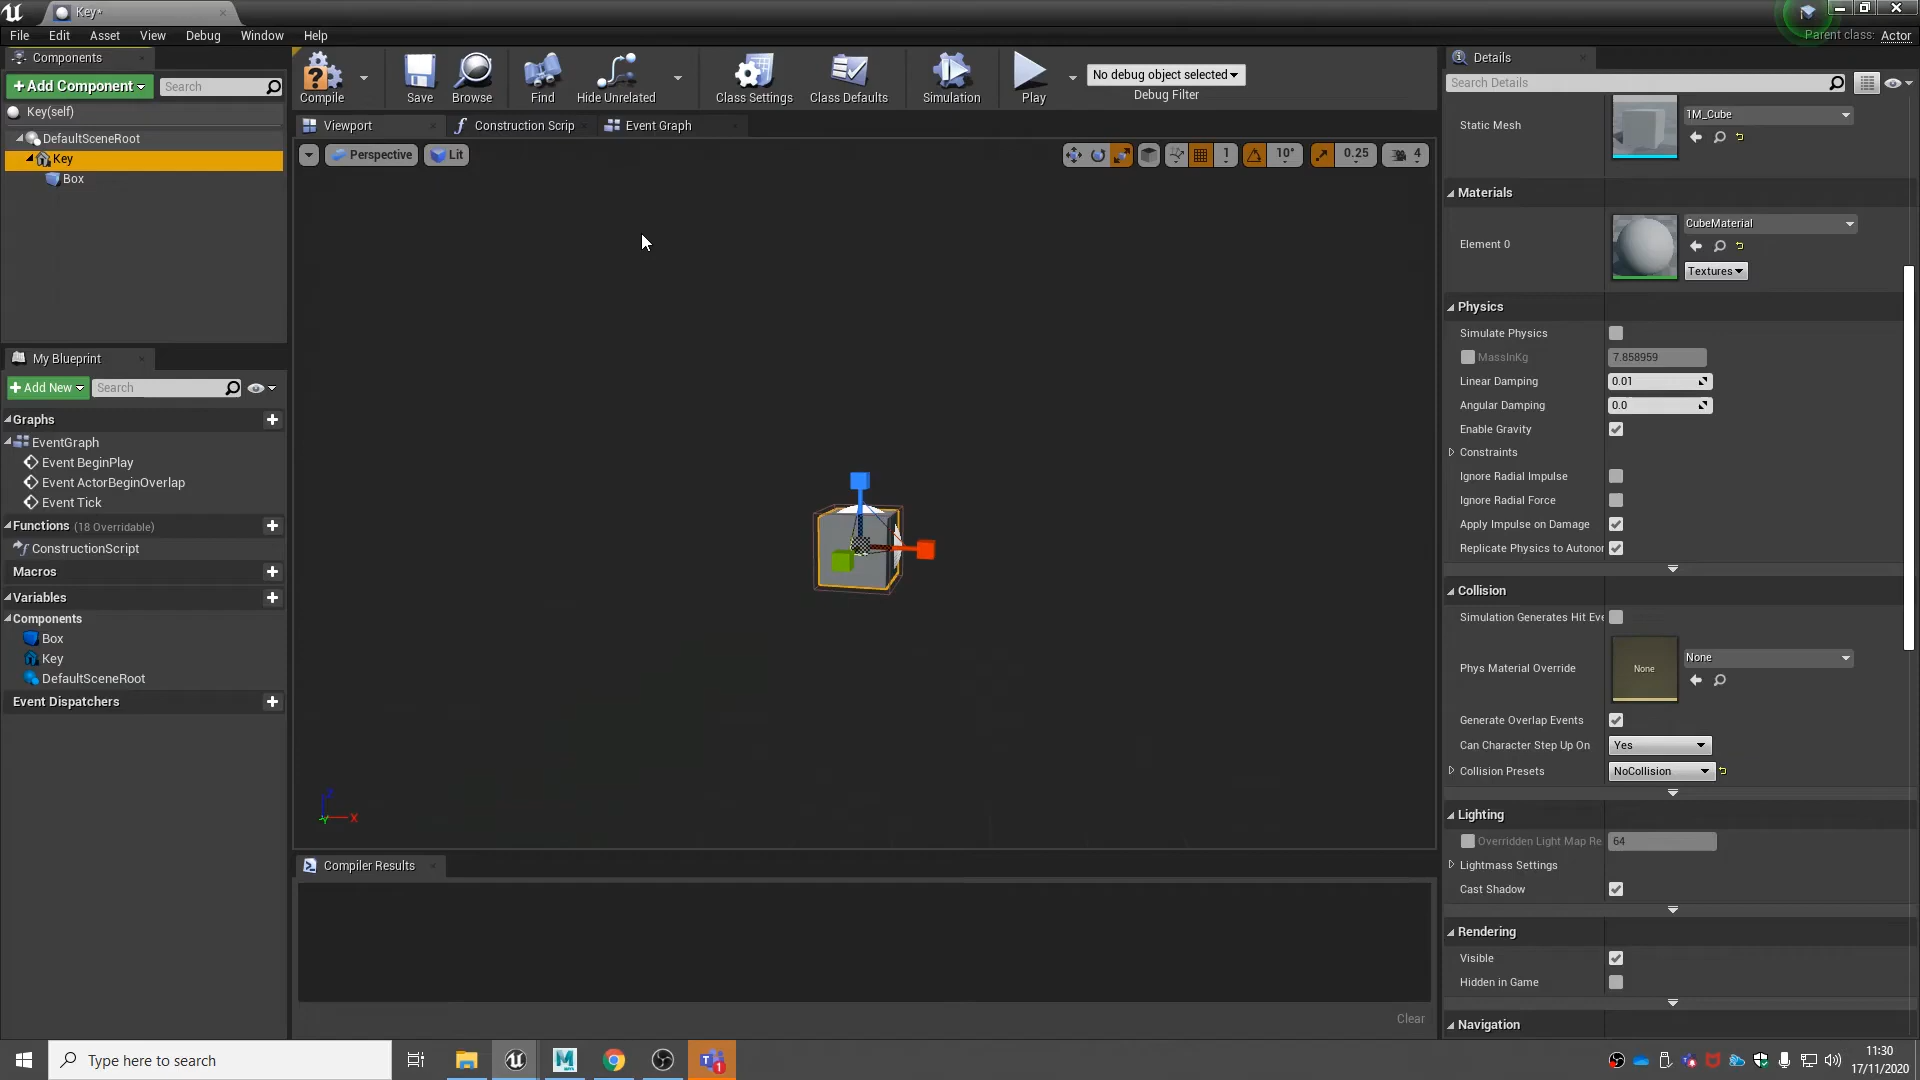 Key*
File Edit Asset View Debug Window Help
Parent class: Actor
Components
+ Add Component
Search
Key(self)
DefaultSceneRoot
Key
Box
Compile
Save
Browse
Find
Hide Unrelated
Class Settings
Class Defaults
Simulation
Play
No debug object selected
Debug Filter
Viewport
Construction Scrip
Event Graph
Perspective
Lit
1
10°
0.25
4
My Blueprint
+ Add New
Search
Graphs
EventGraph
Event BeginPlay
Event ActorBeginOverlap
Event Tick
Functions (18 Overridable)
ConstructionScript
Macros
Variables
Components
Box
Key
DefaultSceneRoot
Event Dispatchers
X
Compiler Results
Clear
Details
Search Details
Static Mesh
1M_Cube
Materials
Element 0
CubeMaterial
Textures
Physics
Simulate Physics
MassInKg 7.858959
Linear Damping 0.01
Angular Damping 0.0
Enable Gravity
Constraints
Ignore Radial Impulse
Ignore Radial Force
Apply Impulse on Damage
Replicate Physics to Autonor
Collision
Simulation Generates Hit Eve
Phys Material Override
None
None
Generate Overlap Events
Can Character Step Up On Yes
Collision Presets NoCollision
Lighting
Overridden Light Map Re 64
Lightmass Settings
Cast Shadow
Rendering
Visible
Hidden in Game
Navigation
Type here to search
1
11:30
17/11/2020